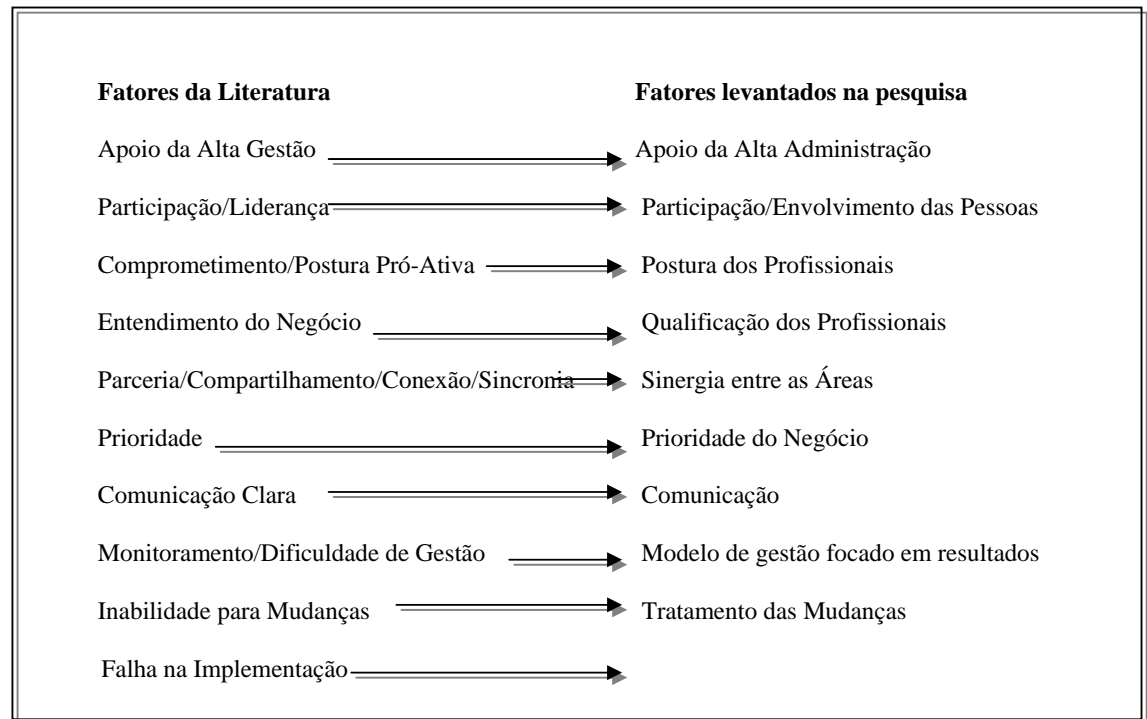 Fatores da Literatura Fatores levantados na pesquisa
Apoio da Alta Gestão Apoio da Alta Administração
Participação/Liderança Participação/Envolvimento das Pessoas
Comprometimento/Postura Pró-Ativa Postura dos Profissionais
Entendimento do Negócio Qualificação dos Profissionais
Parceria/Compartilhamento/Conexão/Sincronia Sinergia entre as Áreas
Prioridade Prioridade do Negócio
Comunicação Clara Comunicação
Monitoramento/Dificuldade de Gestão Modelo de gestão focado em resultados
Inabilidade para Mudanças Tratamento das Mudanças
Falha na Implementação